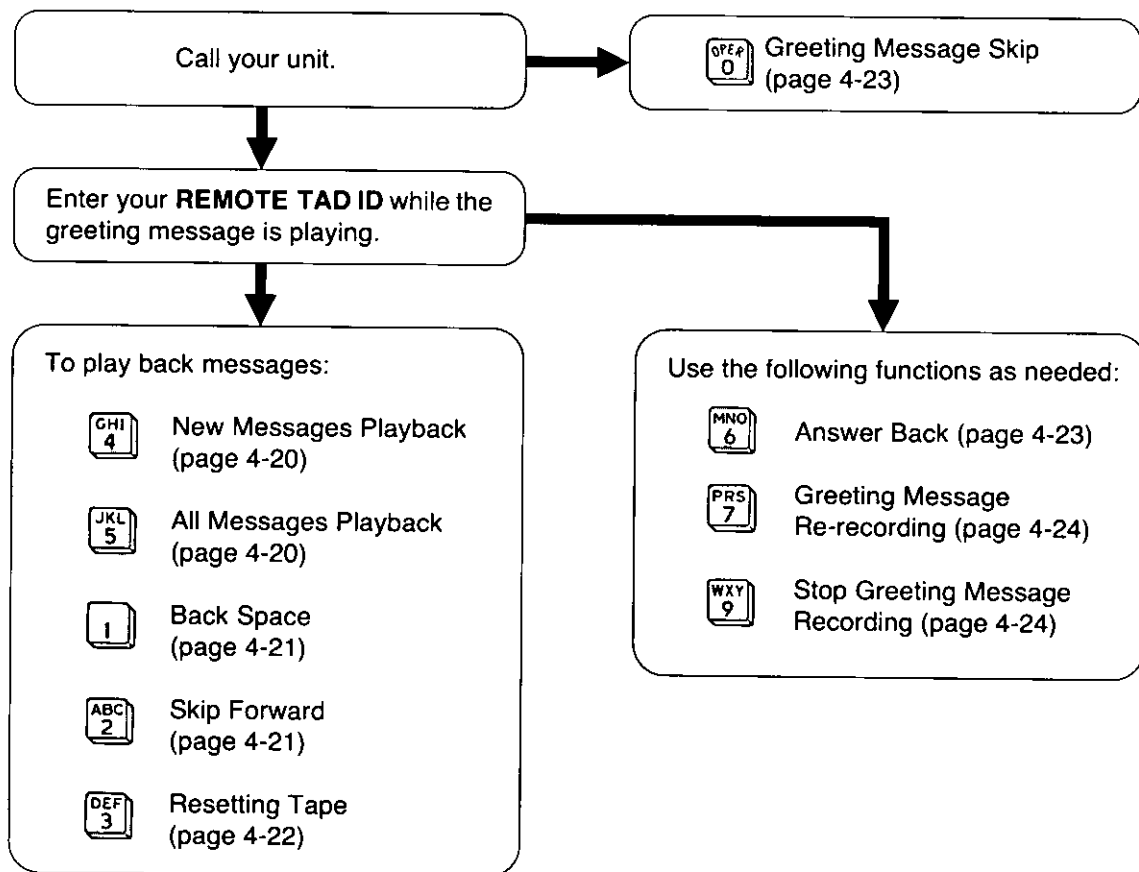 Call your unit.
OPER
0
Greeting Message Skip
(page 4-23)
Enter your REMOTE TAD ID while the
greeting message is playing.
To play back messages:
GHI
4
New Messages Playback
(page 4-20)
JKL
5
All Messages Playback
(page 4-20)
1
Back Space
(page 4-21)
ABC
2
Skip Forward
(page 4-21)
DEF
3
Resetting Tape
(page 4-22)
Use the following functions as needed:
MNO
6
Answer Back (page 4-23)
PRS
7
Greeting Message
Re-recording (page 4-24)
WXY
9
Stop Greeting Message
Recording (page 4-24)